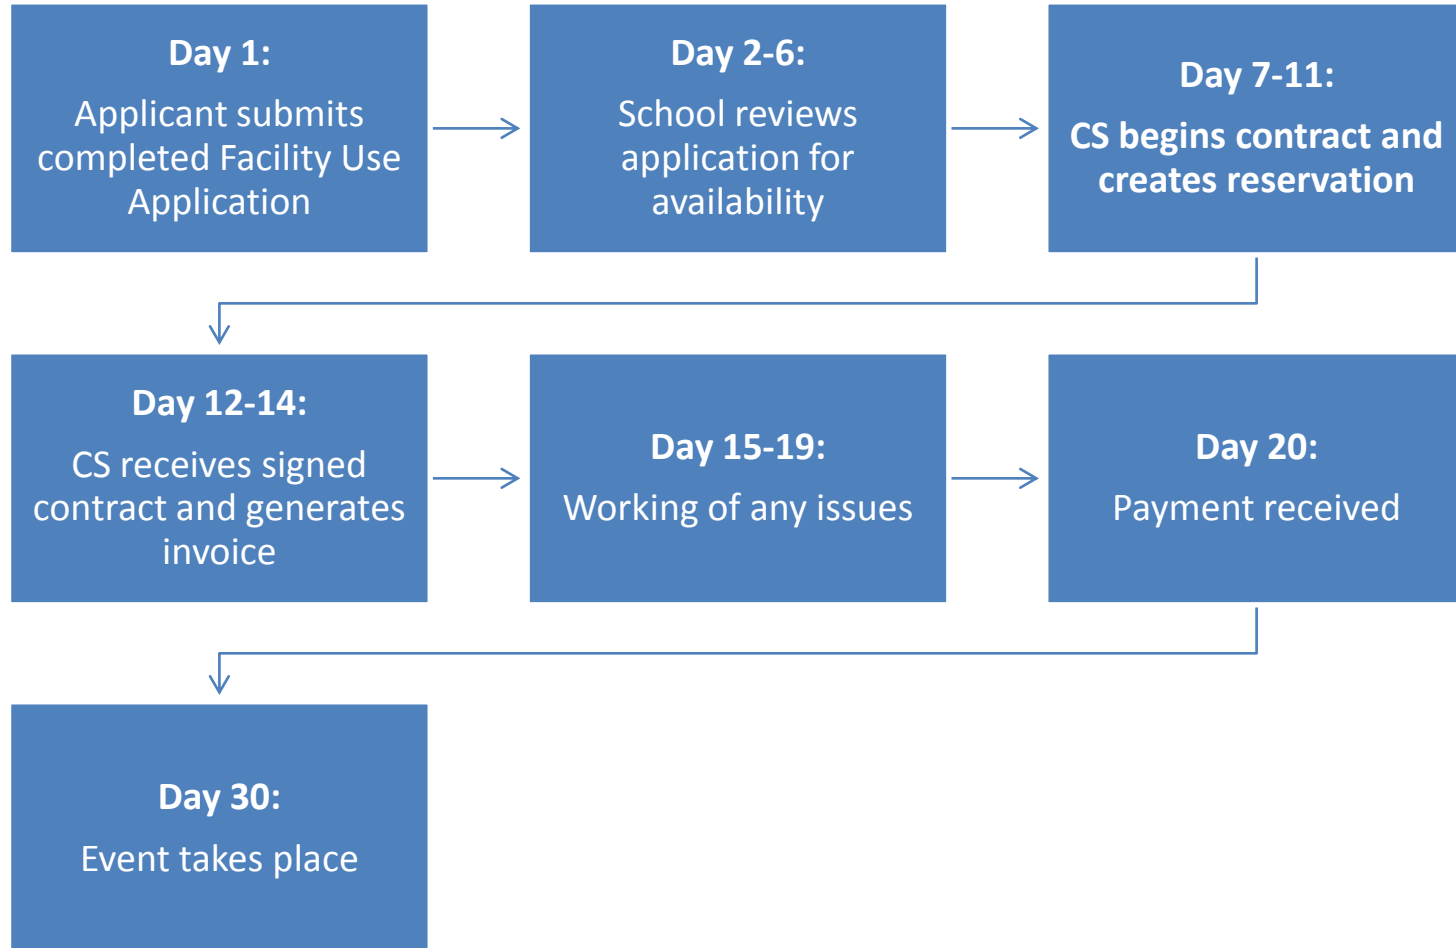 Day 1:
Applicant submits
completed Facility Use
Application
Day 2-6:
School reviews
application for
availability
Day 7-11:
CS begins contract and
creates reservation
Day 12-14:
CS receives signed
contract and generates
invoice
Day 15-19:
Working of any issues
Day 20:
Payment received
Day 30:
Event takes place